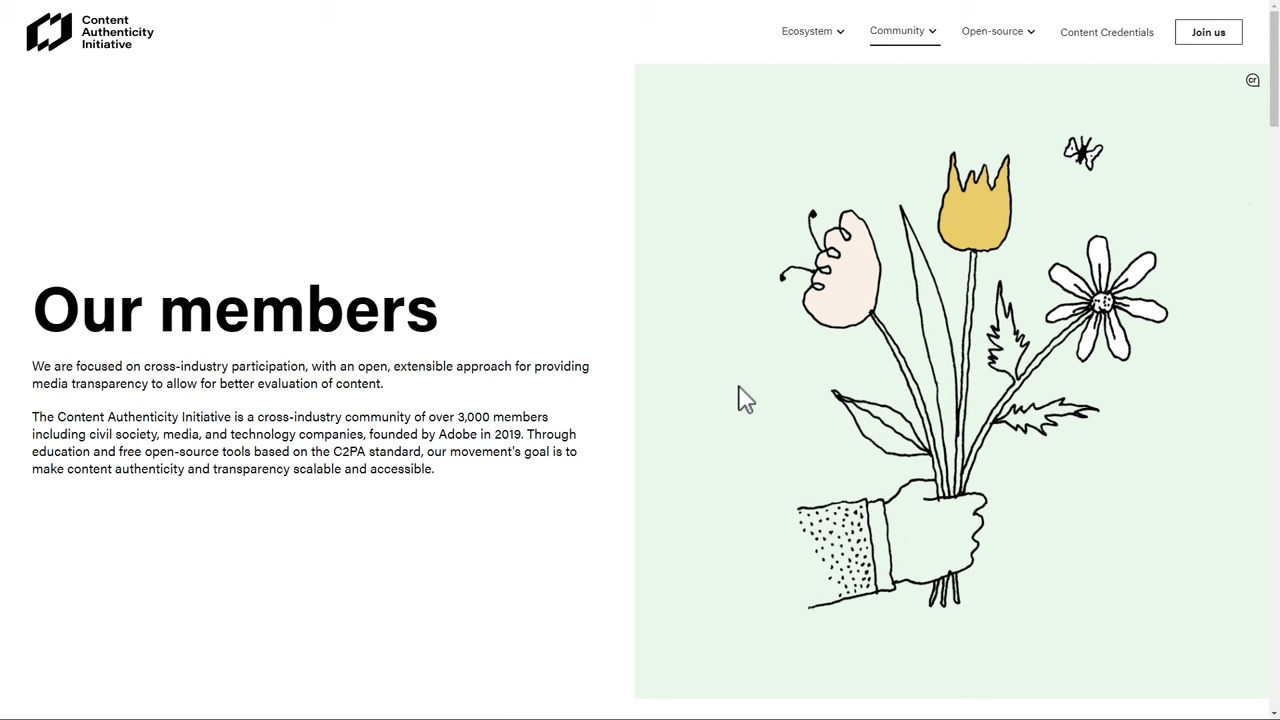 Content
Authenticity
Initiative
Ecosystem
Community
Open-source
Content Credentials
Join us
cr
Our members
We are focused on cross-industry participation, with an open, extensible approach for providing
media transparency to allow for better evaluation of content.
The Content Authenticity Initiative is a cross-industry community of over 3,000 members
including civil society, media, and technology companies, founded by Adobe in 2019. Through
education and free open-source tools based on the C2PA standard, our movement's goal is to
make content authenticity and transparency scalable and accessible.